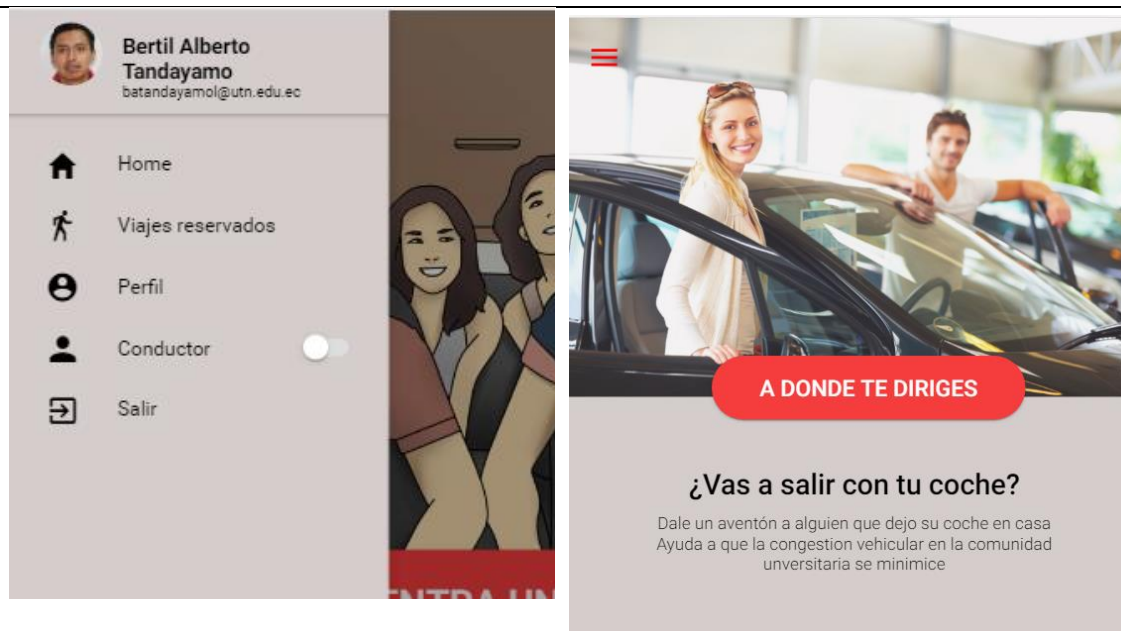 Bertil Alberto
Tandayamo
batandayamol@utn.edu.ec
Home
Viajes reservados
Perfil
Conductor
Salir
A DONDE TE DIRIGES
¿Vas a salir con tu coche?
Dale un aventón a alguien que dejo su coche en casa
Ayuda a que la congestion vehicular en la comunidad
unversitaria se minimice